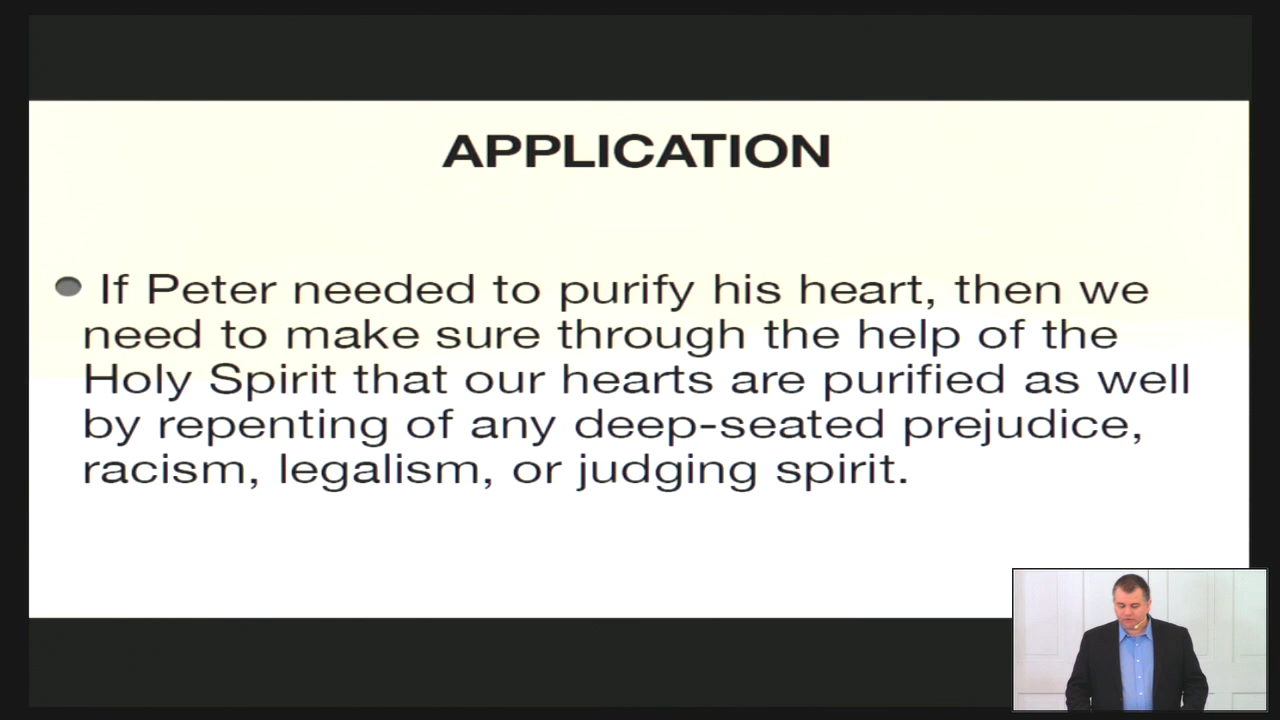 APPLICATION
If Peter needed to purify his heart, then we
need to make sure through the help of the
Holy Spirit that our hearts are purified as well
by repenting of any deep-seated prejudice,
racism, legalism, or judging spirit.